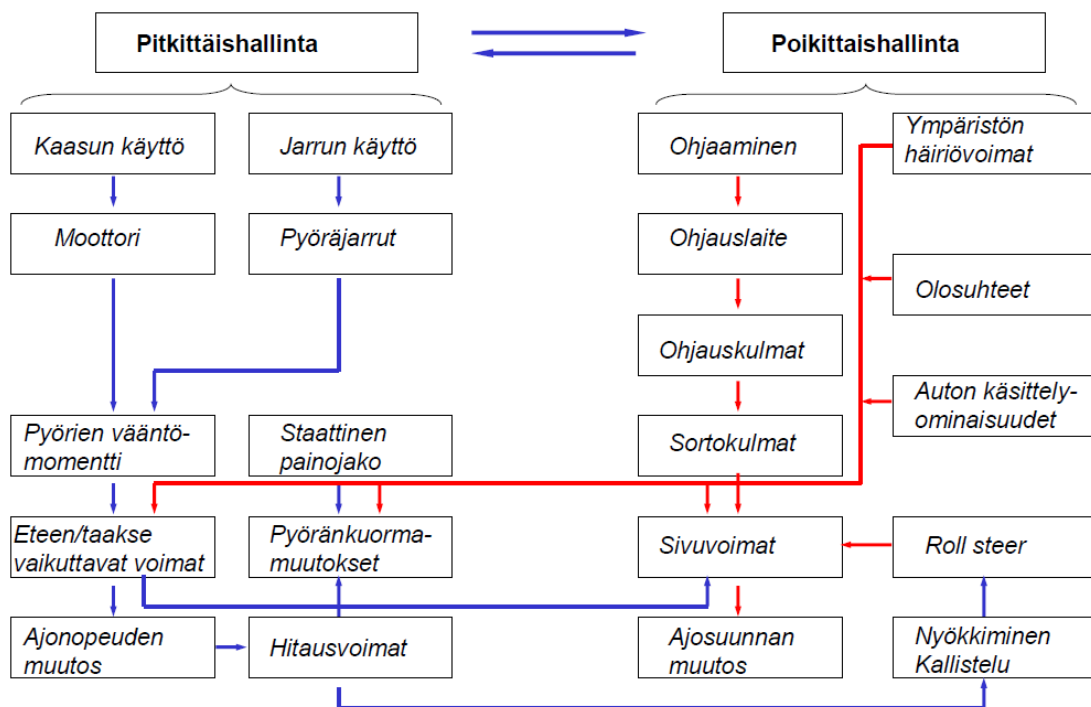 Pitkittäishallinta
Poikittaishallinta
Kaasun käyttö
Jarrun käyttö
Ohjaaminen
Ympäristön
häiriövoimat
Moottori
Pyöräjarrut
Ohjauslaite
Olosuhteet
Ohjauskulmat
Auton käsittely-
ominaisuudet
Pyörien vääntö-
momentti
Staattinen
painojako
Sortokulmat
Eteen/taakse
vaikuttavat voimat
Pyöränkuorma-
muutokset
Sivuvoimat
Roll steer
Ajonopeuden
muutos
Hitausvoimat
Ajosuunnan
muutos
Nyökkiminen
Kallistelu